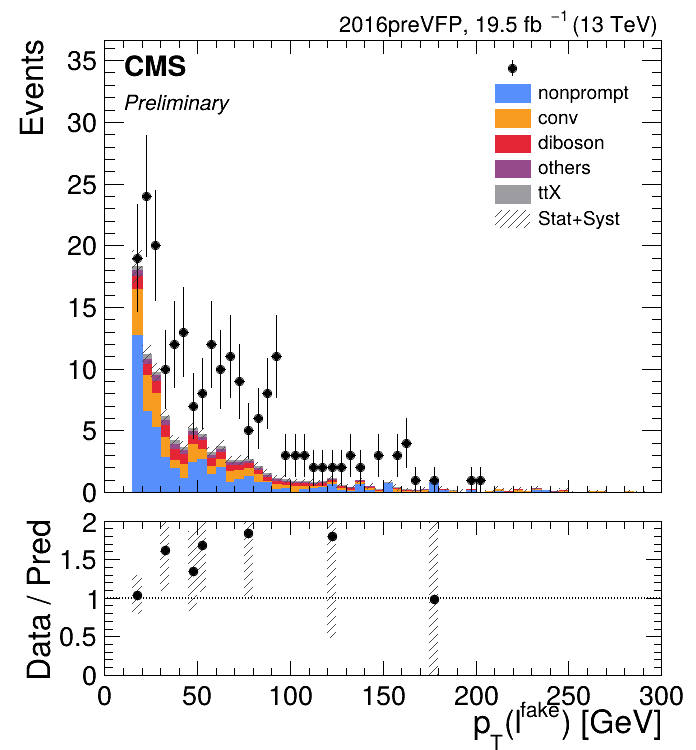 2016preVFP, 19.5 fb⁻¹ (13 TeV)
Events
CMS
Preliminary
nonprompt
conv
diboson
others
ttX
Stat+Syst
35
30
25
20
15
10
5
0
Data / Pred
2
1.5
1
0.5
0
0 50 100 150 200 250 300
p_T(l^fake) [GeV]